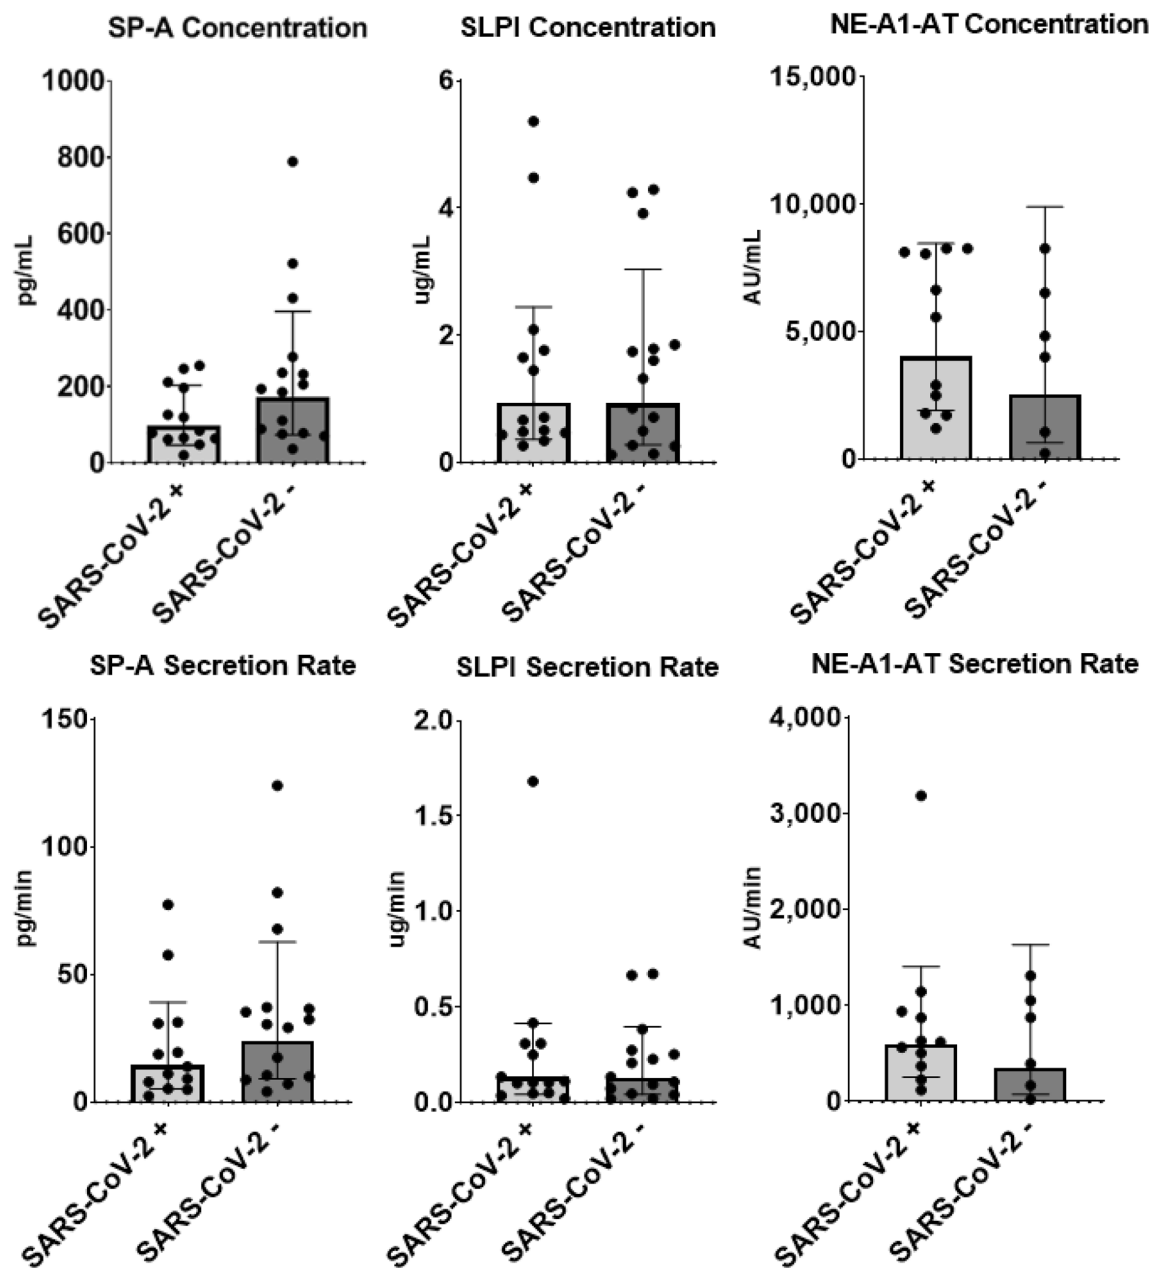 SP-A Concentration
1000
800
600
400
200
0
pg/mL
SARS-CoV-2 +
SARS-CoV-2 -
SLPI Concentration
6
4
2
0
ug/mL
SARS-CoV-2 +
SARS-CoV-2 -
NE-A1-AT Concentration
15,000
10,000
5,000
0
AU/mL
SARS-CoV-2 +
SARS-CoV-2 -
SP-A Secretion Rate
150
100
50
0
pg/min
SARS-CoV-2 +
SARS-CoV-2 -
SLPI Secretion Rate
2.0
1.5
1.0
0.5
0.0
ug/min
SARS-CoV-2 +
SARS-CoV-2 -
NE-A1-AT Secretion Rate
4,000
3,000
2,000
1,000
0
AU/min
SARS-CoV-2 +
SARS-CoV-2 -